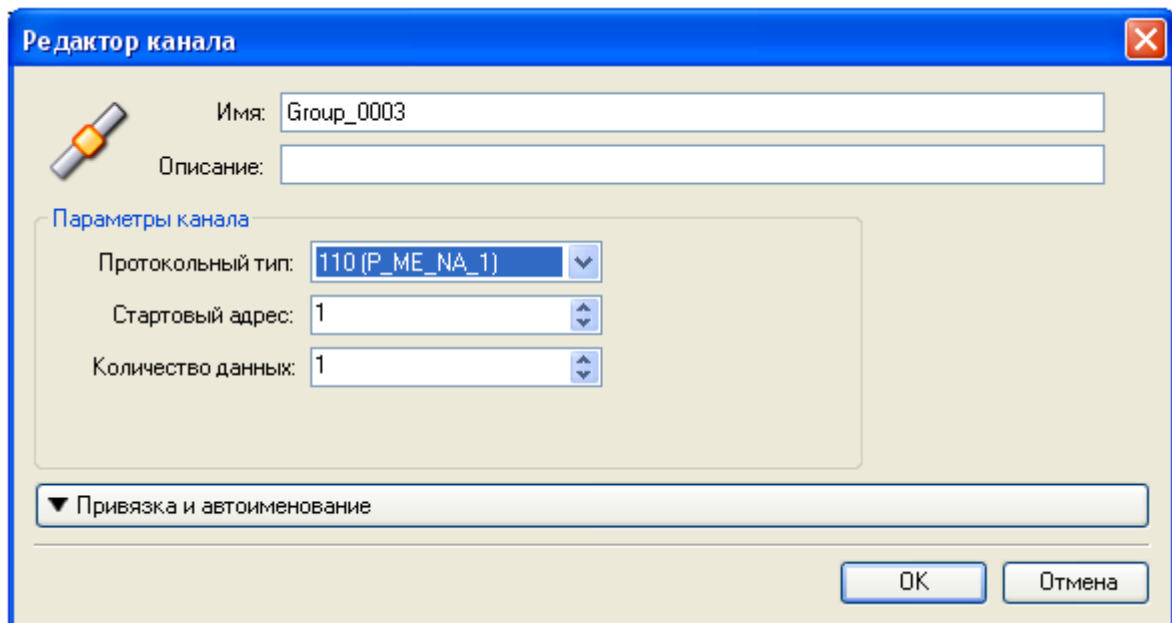 Редактор канала
Имя: Group_0003
Описание:
Параметры канала
Протокольный тип: 110 (P_ME_NA_1)
Стартовый адрес: 1
Количество данных: 1
Привязка и автоименование
OK Отмена